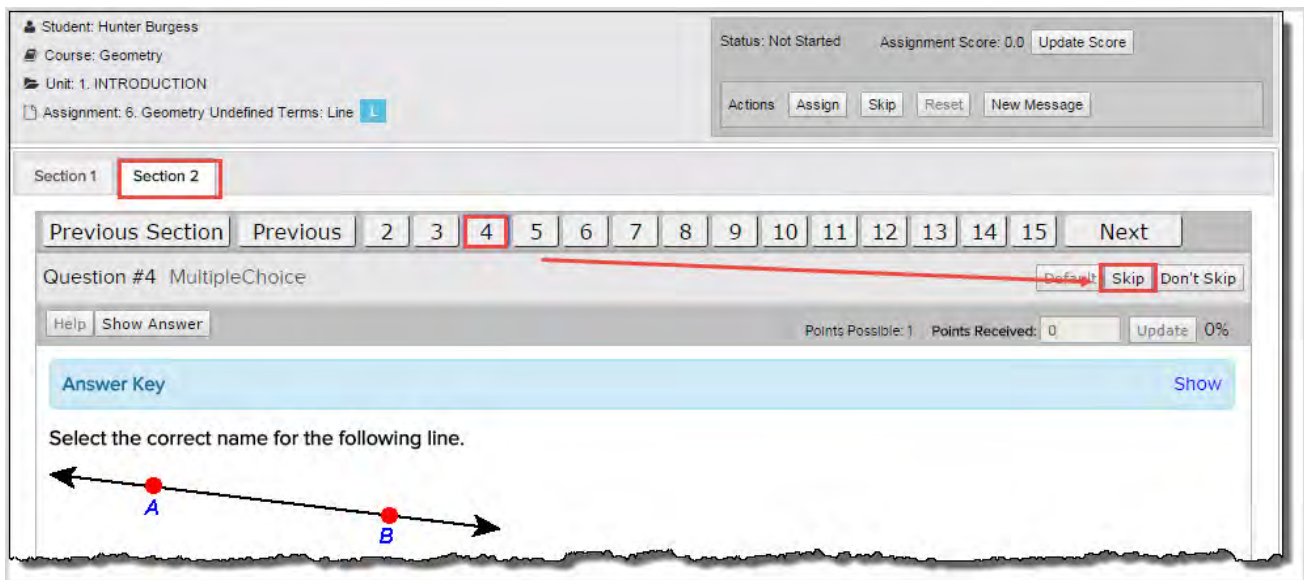 Student: Hunter Burgess
Course: Geometry
Unit: 1. INTRODUCTION
Assignment: 6. Geometry Undefined Terms: Line L
Status: Not Started Assignment Score: 0.0 Update Score
Actions Assign Skip Reset New Message
Section 1 Section 2
Previous Section Previous 2 3 4 5 6 7 8 9 10 11 12 13 14 15 Next
Question #4 MultipleChoice
Default Skip Don't Skip
Help Show Answer
Points Possible: 1 Points Received: 0 Update 0%
Answer Key Show
Select the correct name for the following line.
A
B